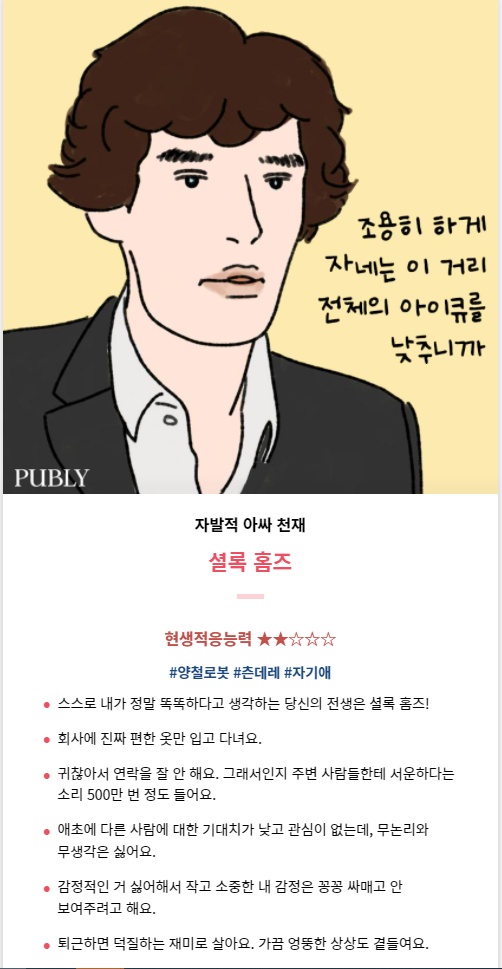 조용히 하게
자네는 이 거리
전체의 아이큐를
낮추니까
PUBLY
자발적 아싸 천재
셜록 홈즈
현생적응능력 ★★☆☆☆
#양철로봇 #츤데레 #자기애
• 스스로 내가 정말 똑똑하다고 생각하는 당신의 전생은 셜록 홈즈!
• 회사에 진짜 편한 옷만 입고 다녀요.
• 귀찮아서 연락을 잘 안 해요. 그래서인지 주변 사람들한테 서운하다는
소리 500만 번 정도 들어요.
• 애초에 다른 사람에 대한 기대치가 낮고 관심이 없는데, 무논리와
무생각은 싫어요.
• 감정적인 거 싫어해서 작고 소중한 내 감정은 꽁꽁 싸매고 안
보여주려고 해요.
• 퇴근하면 덕질하는 재미로 살아요. 가끔 엉뚱한 상상도 곁들여요.